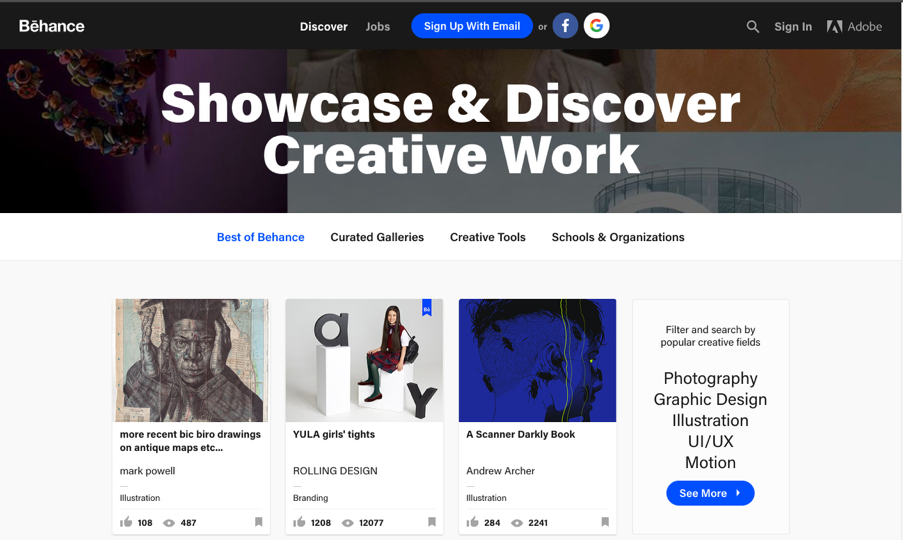 Bēhance
Discover
Jobs
Sign Up With Email
or
Sign In
Adobe
Showcase & Discover
Creative Work
Best of Behance
Curated Galleries
Creative Tools
Schools & Organizations
more recent bic biro drawings
on antique maps etc...
mark powell
Illustration
108
487
a
Y
Bē
YULA girls' tights
ROLLING DESIGN
Branding
1208
12077
A Scanner Darkly Book
Andrew Archer
Illustration
284
2241
Filter and search by
popular creative fields
Photography
Graphic Design
Illustration
UI/UX
Motion
See More